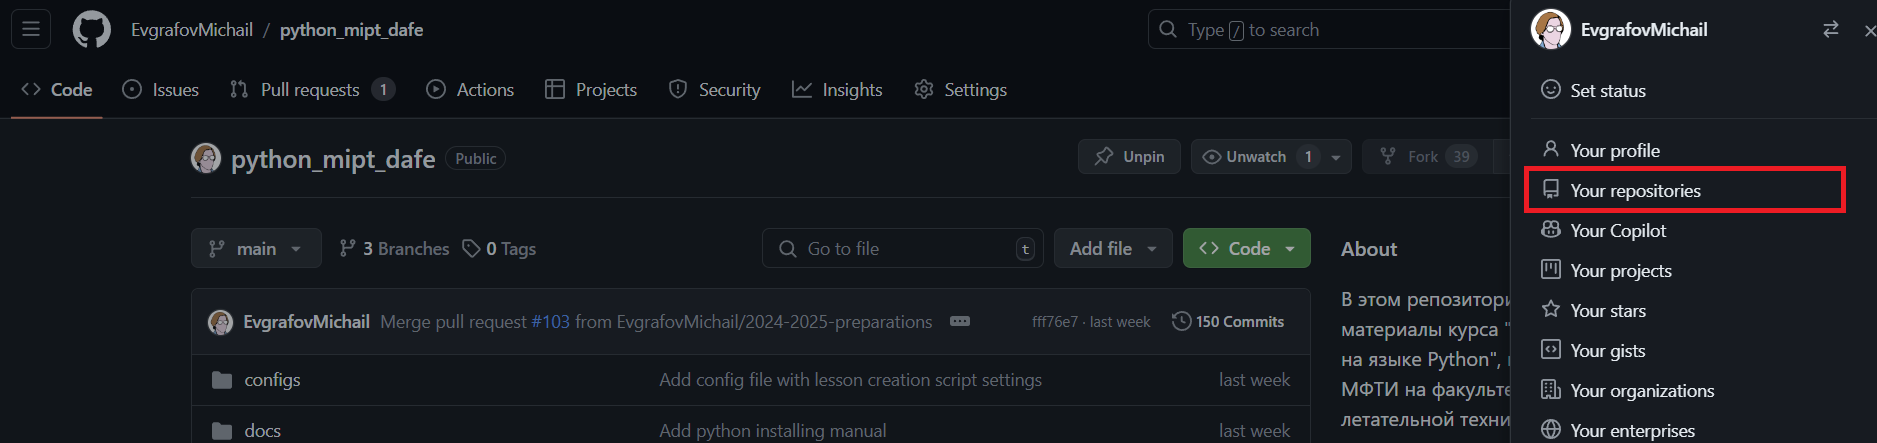 EvgrafovMichail / python_mipt_dafe
Type / to search
EvgrafovMichail
Code
Issues
Pull requests 1
Actions
Projects
Security
Insights
Settings
Set status
python_mipt_dafe Public
Unpin
Unwatch 1
Fork 39
Your profile
Your repositories
Your Copilot
Your projects
Your stars
Your gists
Your organizations
Your enterprises
main
3 Branches
0 Tags
Go to file t
Add file
Code
About
EvgrafovMichail Merge pull request #103 from EvgrafovMichail/2024-2025-preparations
fff76e7 · last week
150 Commits
configs
Add config file with lesson creation script settings
last week
docs
Add python installing manual
last week
В этом репозитори
материалы курса "
на языке Python",
МФТИ на факульте
летательной техни